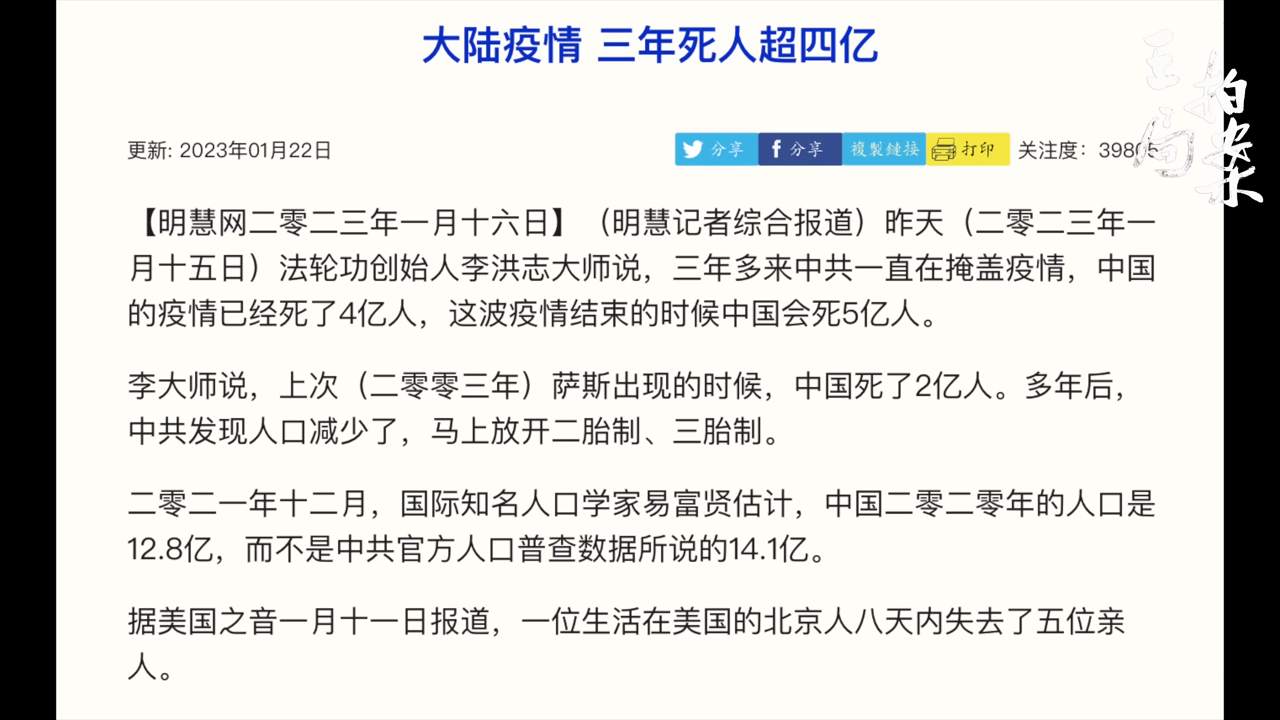 大陆疫情 三年死人超四亿
更新: 2023年01月22日
分享
分享
複製鏈接
打印
关注度：39805
王局拍案
【明慧网二零二三年一月十六日】（明慧记者综合报道）昨天（二零二三年一
月十五日）法轮功创始人李洪志大师说，三年多来中共一直在掩盖疫情，中国
的疫情已经死了4亿人，这波疫情结束的时候中国会死5亿人。
李大师说，上次（二零零三年）萨斯出现的时候，中国死了2亿人。多年后，
中共发现人口减少了，马上放开二胎制、三胎制。
二零二一年十二月，国际知名人口学家易富贤估计，中国二零二零年的人口是
12.8亿，而不是中共官方人口普查数据所说的14.1亿。
据美国之音一月十一日报道，一位生活在美国的北京人八天内失去了五位亲
人。